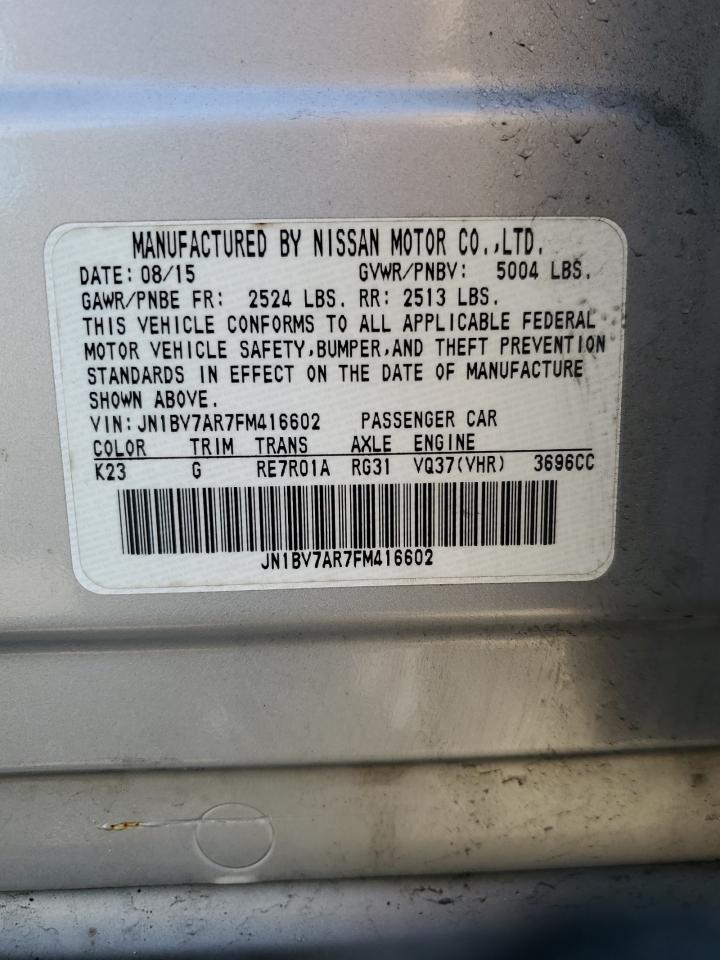 MANUFACTURED BY NISSAN MOTOR CO.,LTD.
DATE: 08/15 GVWR/PNBV: 5004 LBS.
GAWR/PNBE FR: 2524 LBS. RR: 2513 LBS.
THIS VEHICLE CONFORMS TO ALL APPLICABLE FEDERAL
MOTOR VEHICLE SAFETY,BUMPER,AND THEFT PREVENTION
STANDARDS IN EFFECT ON THE DATE OF MANUFACTURE
SHOWN ABOVE.
VIN: JN1BV7AR7FM416602 PASSENGER CAR
COLOR TRIM TRANS AXLE ENGINE
K23 G RE7R01A RG31 VQ37(VHR) 3696CC
JN1BV7AR7FM416602